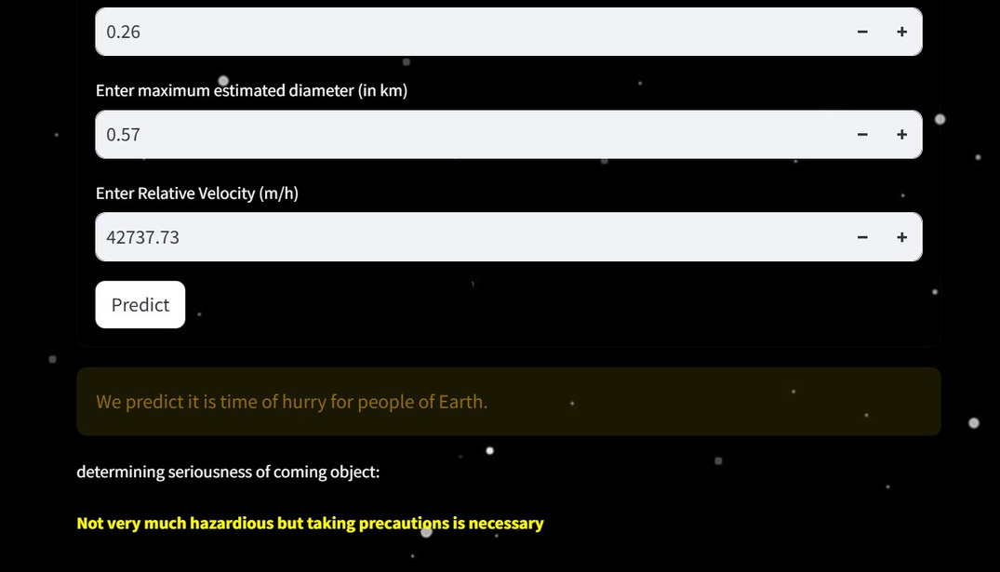 0.26
Enter maximum estimated diameter (in km)
0.57
Enter Relative Velocity (m/h)
42737.73
Predict
We predict it is time of hurry for people of Earth.
determining seriousness of coming object:
Not very much hazardious but taking precautions is necessary